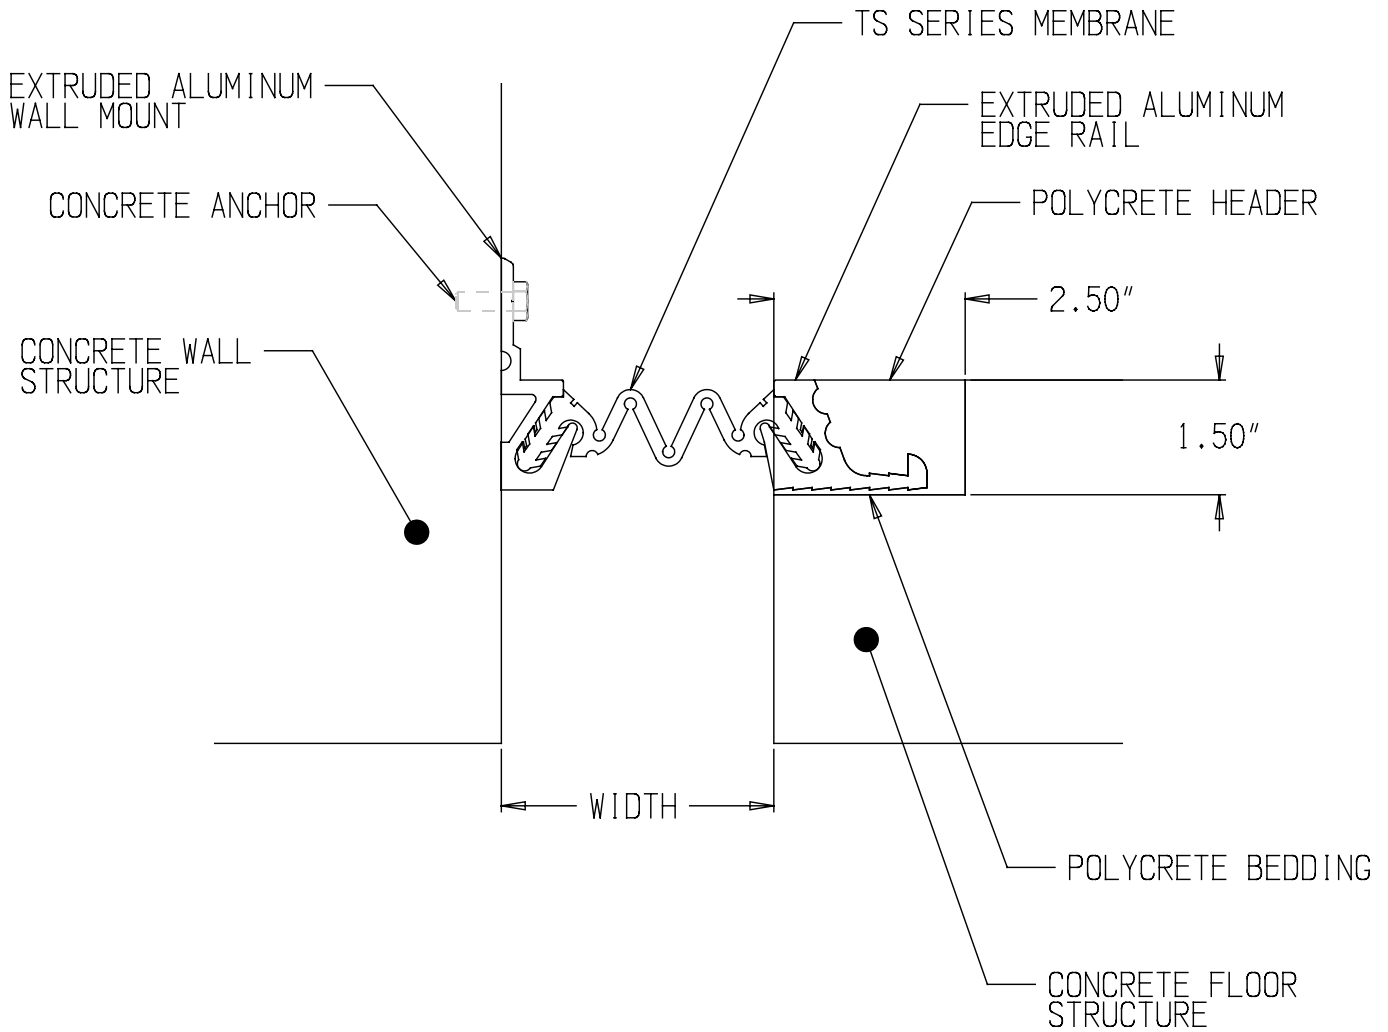 TS SERIES MEMBRANE
EXTRUDED ALUMINUM
WALL MOUNT
EXTRUDED ALUMINUM
EDGE RAIL
CONCRETE ANCHOR
POLYCRETE HEADER
2.50"
CONCRETE WALL
STRUCTURE
1.50"
WIDTH
POLYCRETE BEDDING
CONCRETE FLOOR
STRUCTURE